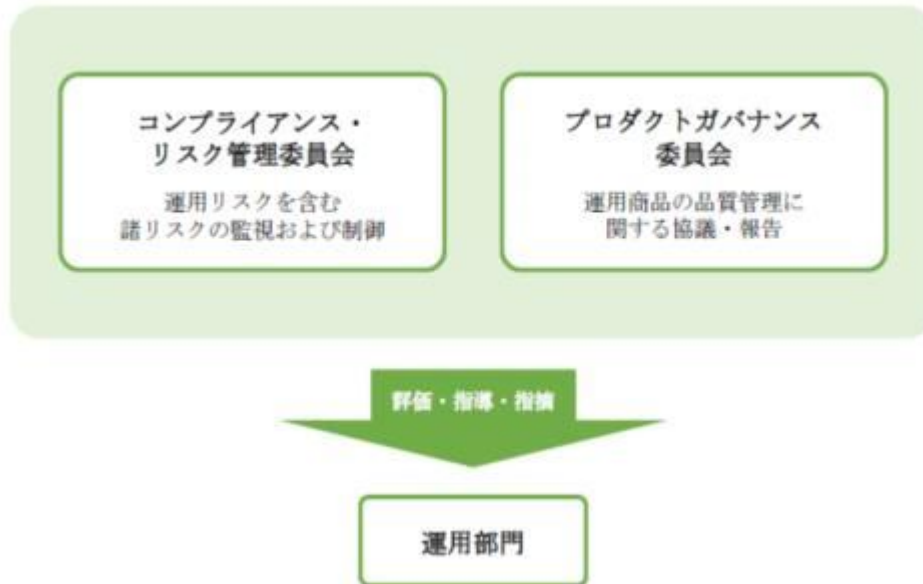 コンプライアンス・
リスク管理委員会
運用リスクを含む
諸リスクの監視および制御
プロダクトガバナンス
委員会
運用商品の品質管理に
関する協議・報告
評価・指導・指摘
運用部門